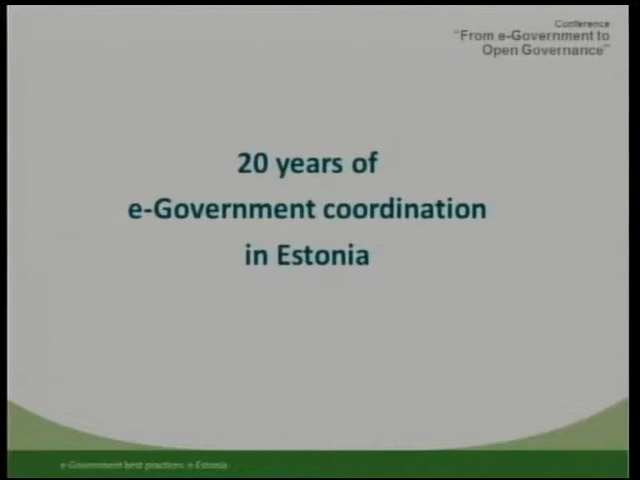 Conference
"From e-Government to
Open Governance"
20 years of
e-Government coordination
in Estonia
e-Government best practices. e-Estonia